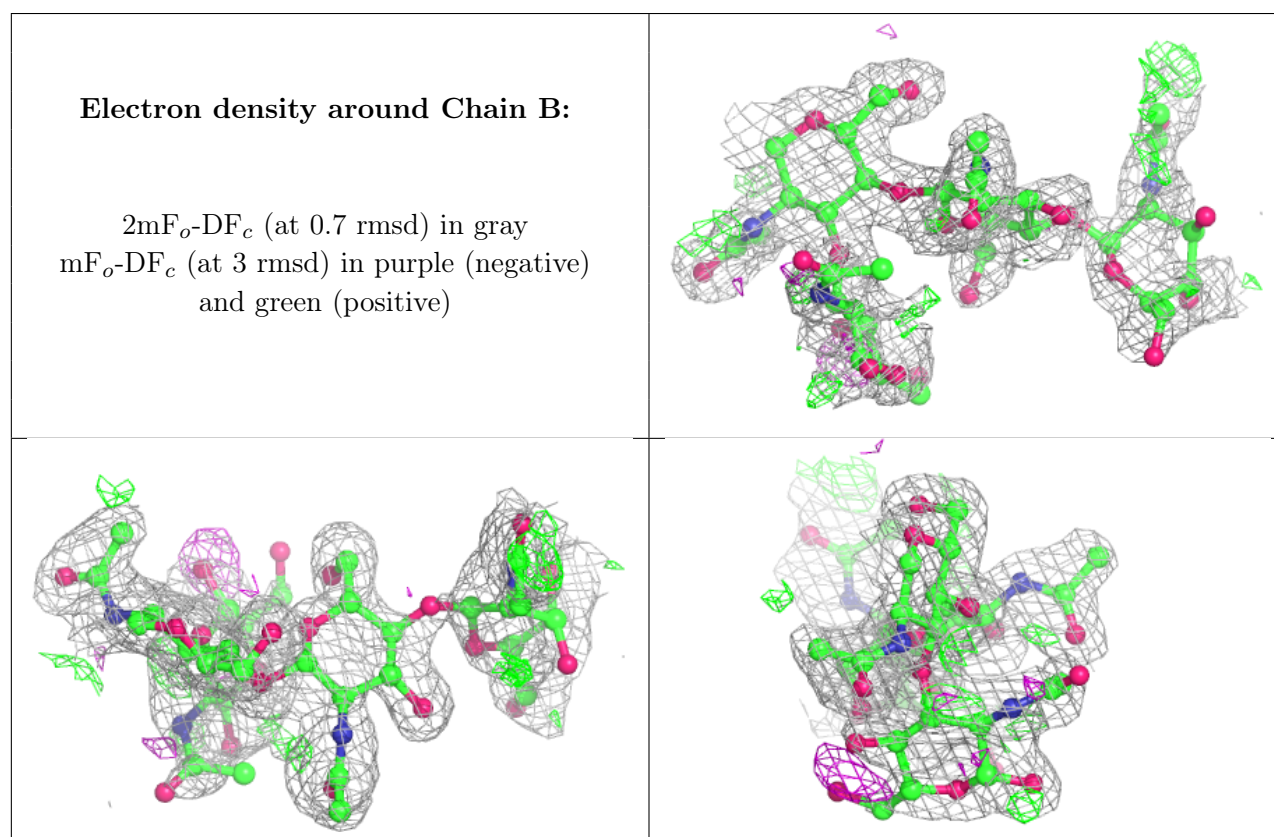 Electron density around Chain B:
2mFₒ-DF𝒸 (at 0.7 rmsd) in gray
mFₒ-DF𝒸 (at 3 rmsd) in purple (negative)
and green (positive)